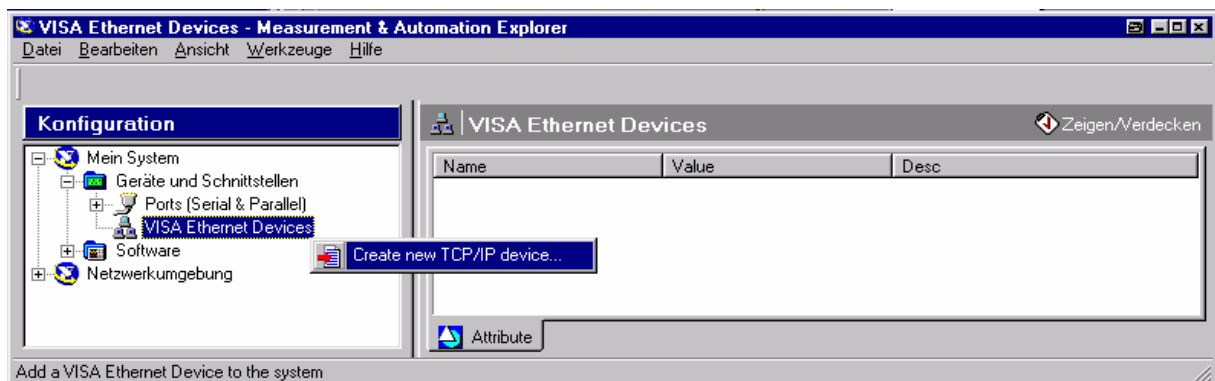 VISA Ethernet Devices - Measurement & Automation Explorer
Datei Bearbeiten Ansicht Werkzeuge Hilfe
Konfiguration
Mein System
Geräte und Schnittstellen
Ports (Serial & Parallel)
VISA Ethernet Devices
Software
Netzwerkumgebung
Create new TCP/IP device...
VISA Ethernet Devices
Zeigen/Verdecken
Name Value Desc
Attribute
Add a VISA Ethernet Device to the system